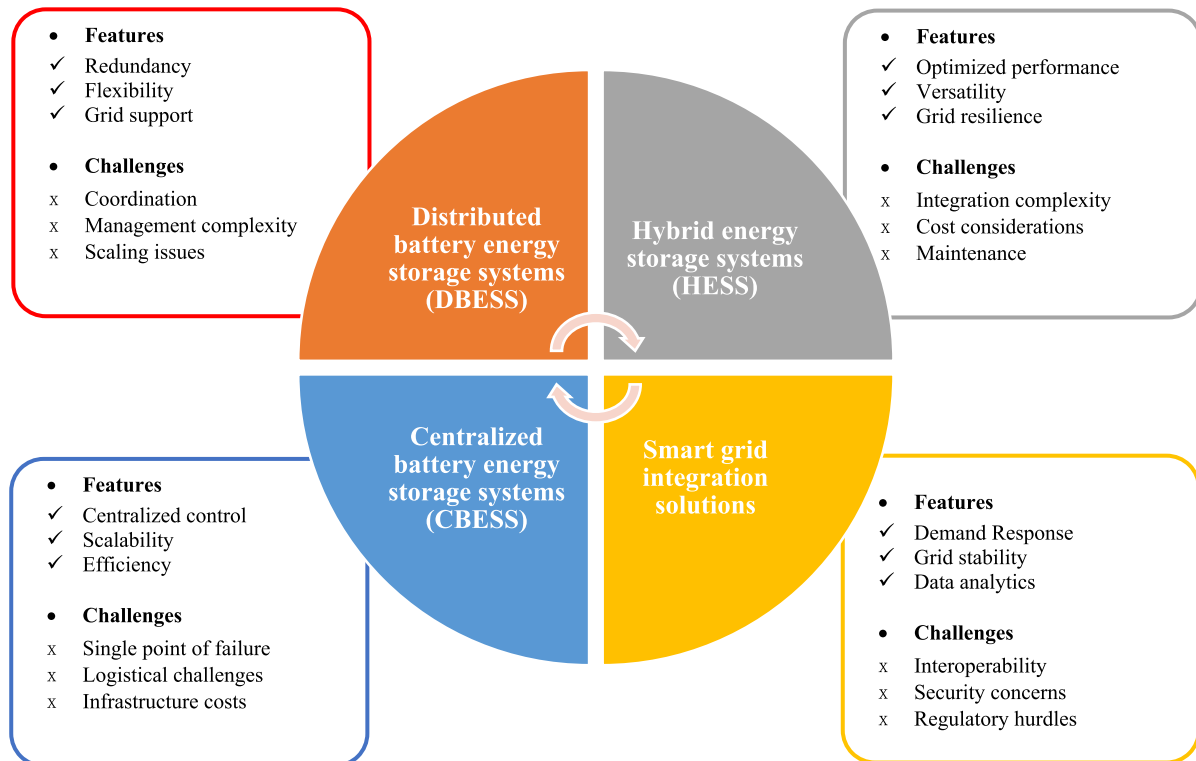 • Features
✓ Redundancy
✓ Flexibility
✓ Grid support
• Challenges
x Coordination
x Management complexity
x Scaling issues
Distributed
battery energy
storage systems
(DBESS)
Hybrid energy
storage systems
(HESS)
• Features
✓ Optimized performance
✓ Versatility
✓ Grid resilience
• Challenges
x Integration complexity
x Cost considerations
x Maintenance
• Features
✓ Centralized control
✓ Scalability
✓ Efficiency
• Challenges
x Single point of failure
x Logistical challenges
x Infrastructure costs
Centralized
battery energy
storage systems
(CBESS)
Smart grid
integration
solutions
• Features
✓ Demand Response
✓ Grid stability
✓ Data analytics
• Challenges
x Interoperability
x Security concerns
x Regulatory hurdles